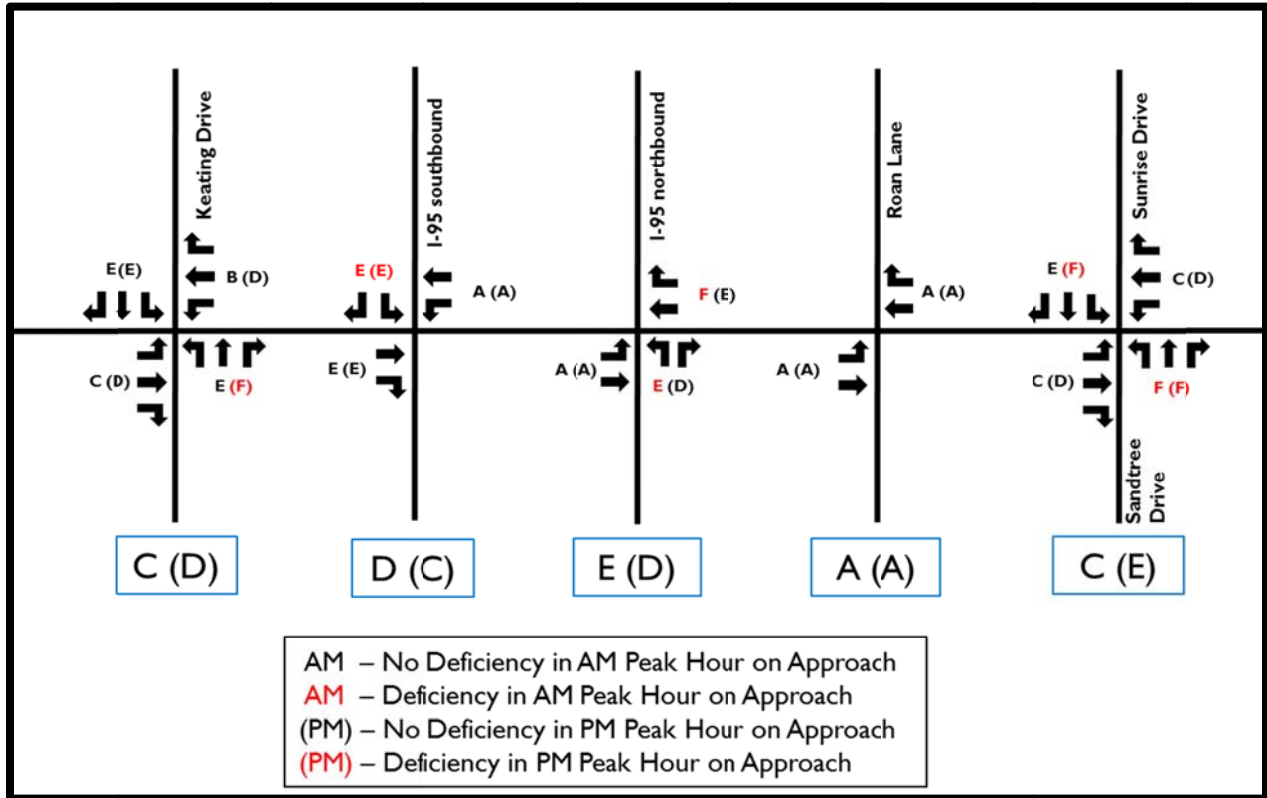 Keating Drive
I-95 southbound
I-95 northbound
Roan Lane
Sunrise Drive
E (E)
B (D)
E (E)
A (A)
F (E)
A (A)
E (F)
C (D)
C (D)
E (F)
E (E)
A (A)
E (D)
A (A)
C (D)
F (F)
Sandtree
Drive
C (D)
D (C)
E (D)
A (A)
C (E)
AM – No Deficiency in AM Peak Hour on Approach
AM – Deficiency in AM Peak Hour on Approach
(PM) – No Deficiency in PM Peak Hour on Approach
(PM) – Deficiency in PM Peak Hour on Approach